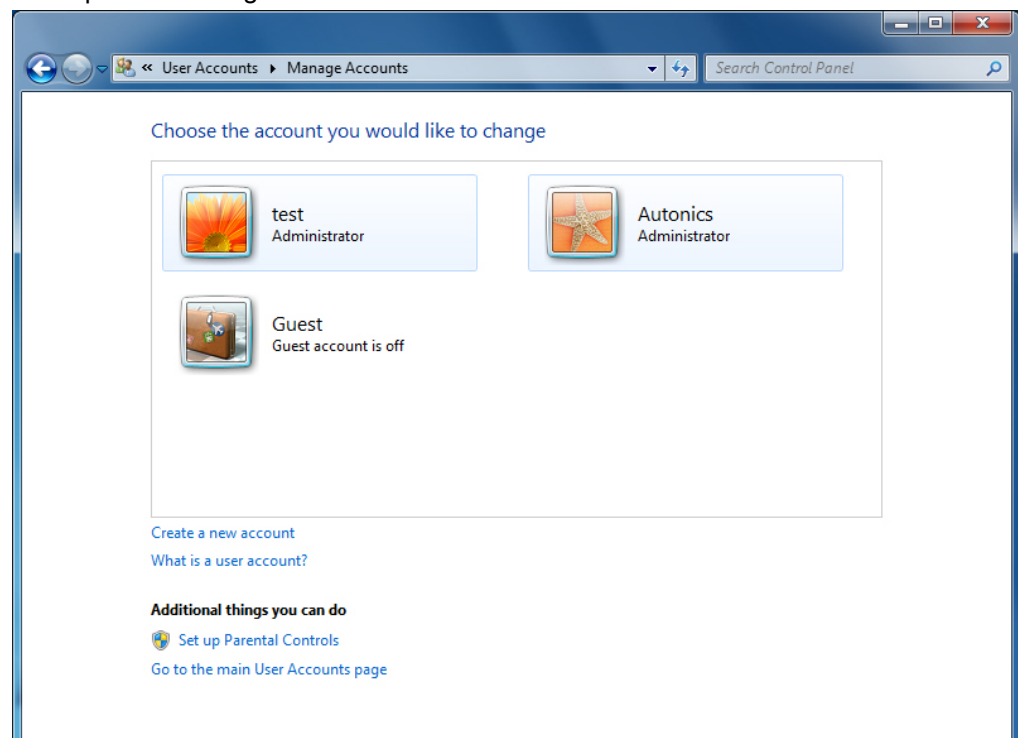 « User Accounts ▸ Manage Accounts
Search Control Panel
Choose the account you would like to change
test
Administrator
Autonics
Administrator
Guest
Guest account is off
Create a new account
What is a user account?
Additional things you can do
Set up Parental Controls
Go to the main User Accounts page